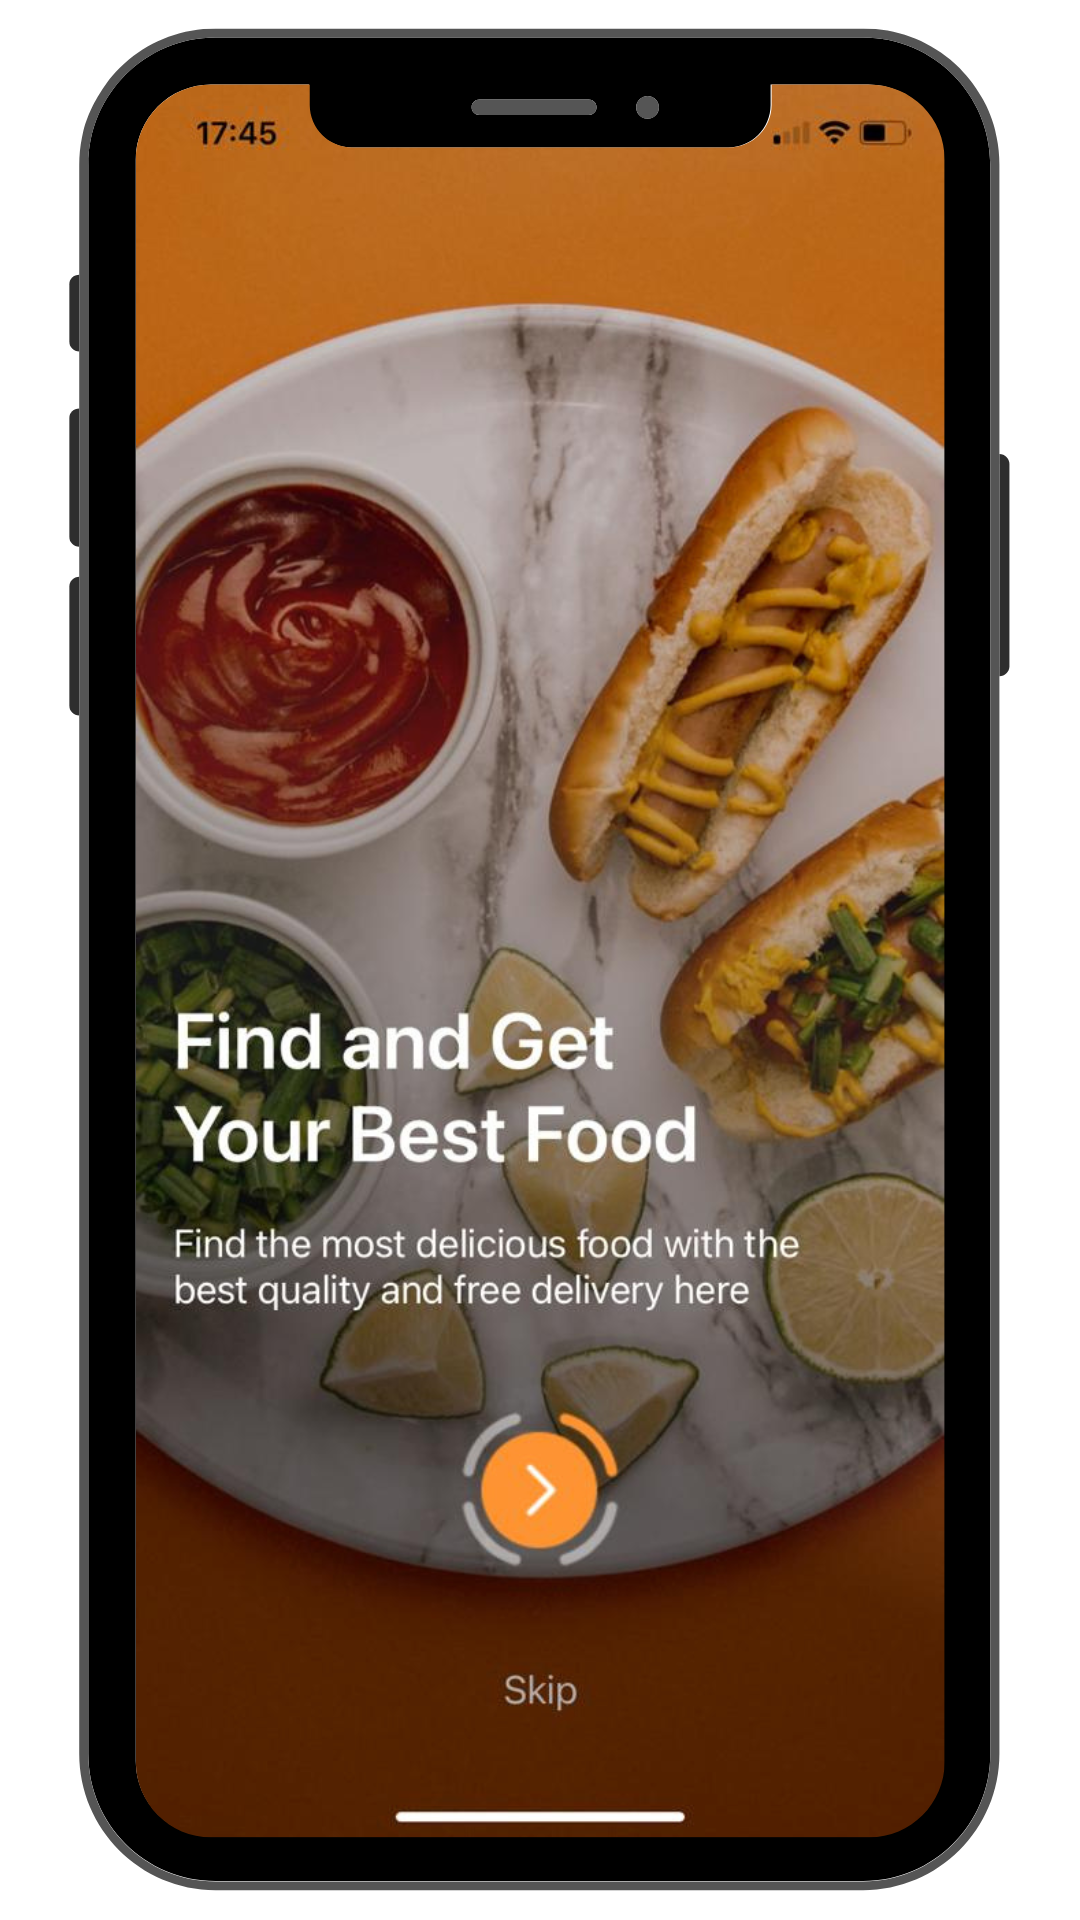 17:45
Find and Get
Your Best Food
Find the most delicious food with the
best quality and free delivery here
Skip